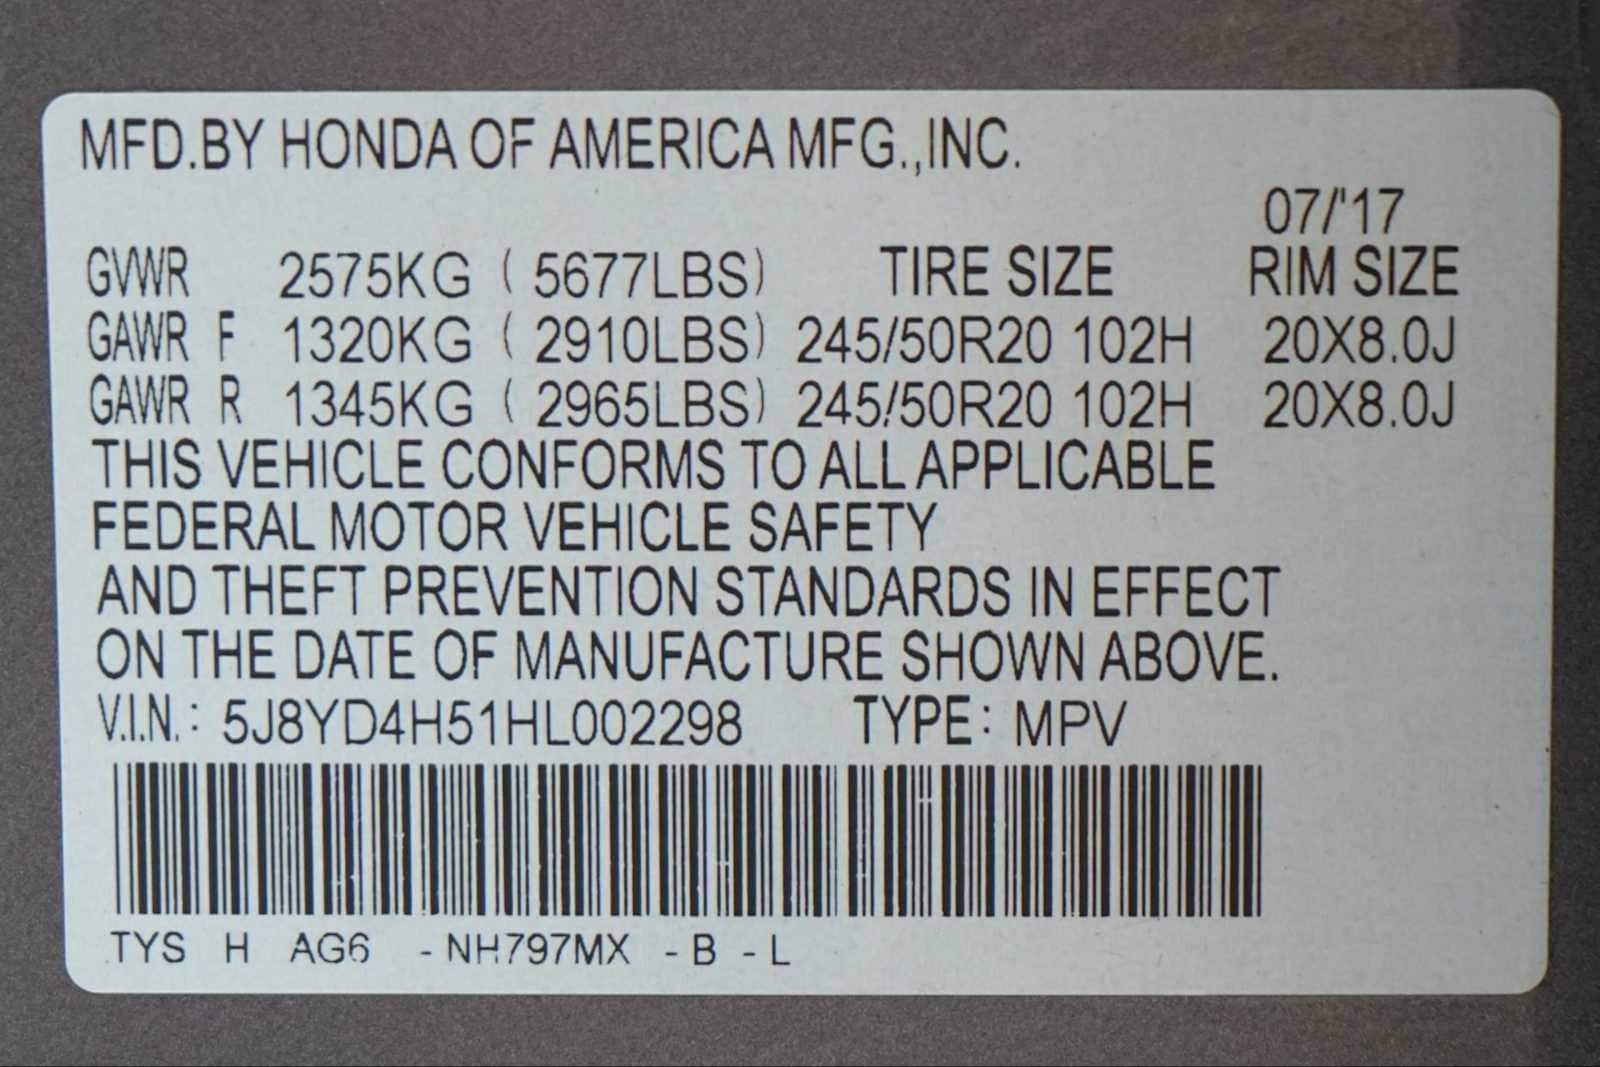 MFD.BY HONDA OF AMERICA MFG.,INC.
07/'17
GVWR 2575KG ( 5677LBS) TIRE SIZE RIM SIZE
GAWR F 1320KG ( 2910LBS) 245/50R20 102H 20X8.0J
GAWR R 1345KG ( 2965LBS) 245/50R20 102H 20X8.0J
THIS VEHICLE CONFORMS TO ALL APPLICABLE
FEDERAL MOTOR VEHICLE SAFETY
AND THEFT PREVENTION STANDARDS IN EFFECT
ON THE DATE OF MANUFACTURE SHOWN ABOVE.
V.I.N.: 5J8YD4H51HL002298 TYPE: MPV
TYS H AG6 -NH797MX -B -L